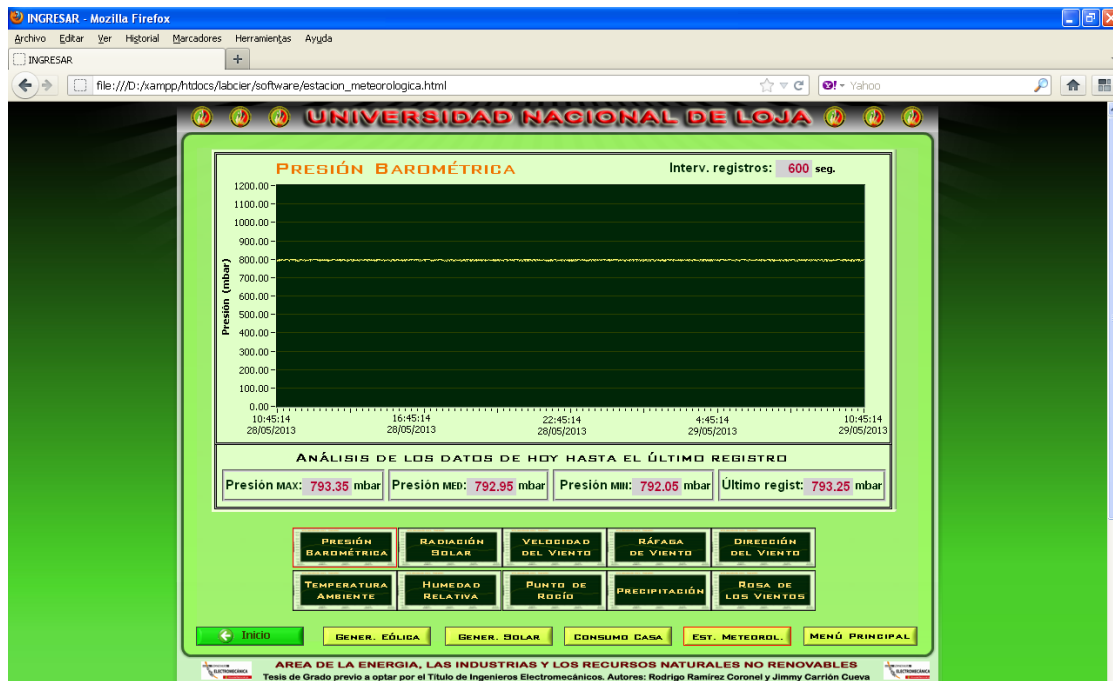 INGRESAR - Mozilla Firefox
Archivo Editar Ver Historial Marcadores Herramientas Ayuda
INGRESAR
file:///D:/xampp/htdocs/labcier/software/estacion_meteorologica.html
Yahoo
UNIVERSIDAD NACIONAL DE LOJA
PRESIÓN BAROMÉTRICA
Interv. registros: 600 seg.
Presión (mbar)
1200.00
1100.00
1000.00
900.00
800.00
700.00
600.00
500.00
400.00
300.00
200.00
100.00
0.00
10:45:14 16:45:14 22:45:14 4:45:14 10:45:14
28/05/2013 28/05/2013 28/05/2013 29/05/2013 29/05/2013
ANÁLISIS DE LOS DATOS DE HOY HASTA EL ÚLTIMO REGISTRO
Presión MAX: 793.35 mbar Presión MED: 792.95 mbar Presión MIN: 792.05 mbar Último regist: 793.25 mbar
PRESIÓN BAROMÉTRICA
RADIACIÓN SOLAR
VELOCIDAD DEL VIENTO
RÁFAGA DE VIENTO
DIRECCIÓN DEL VIENTO
TEMPERATURA AMBIENTE
HUMEDAD RELATIVA
PUNTO DE ROCÍO
PRECIPITACIÓN
ROSA DE LOS VIENTOS
Inicio
GENER. EÓLICA
GENER. SOLAR
CONSUMO CASA
EST. METEOROL.
MENÚ PRINCIPAL
AREA DE LA ENERGIA, LAS INDUSTRIAS Y LOS RECURSOS NATURALES NO RENOVABLES
Tesis de Grado previo a optar por el Título de Ingenieros Electromecánicos. Autores: Rodrigo Ramírez Coronel y Jimmy Carrión Cueva